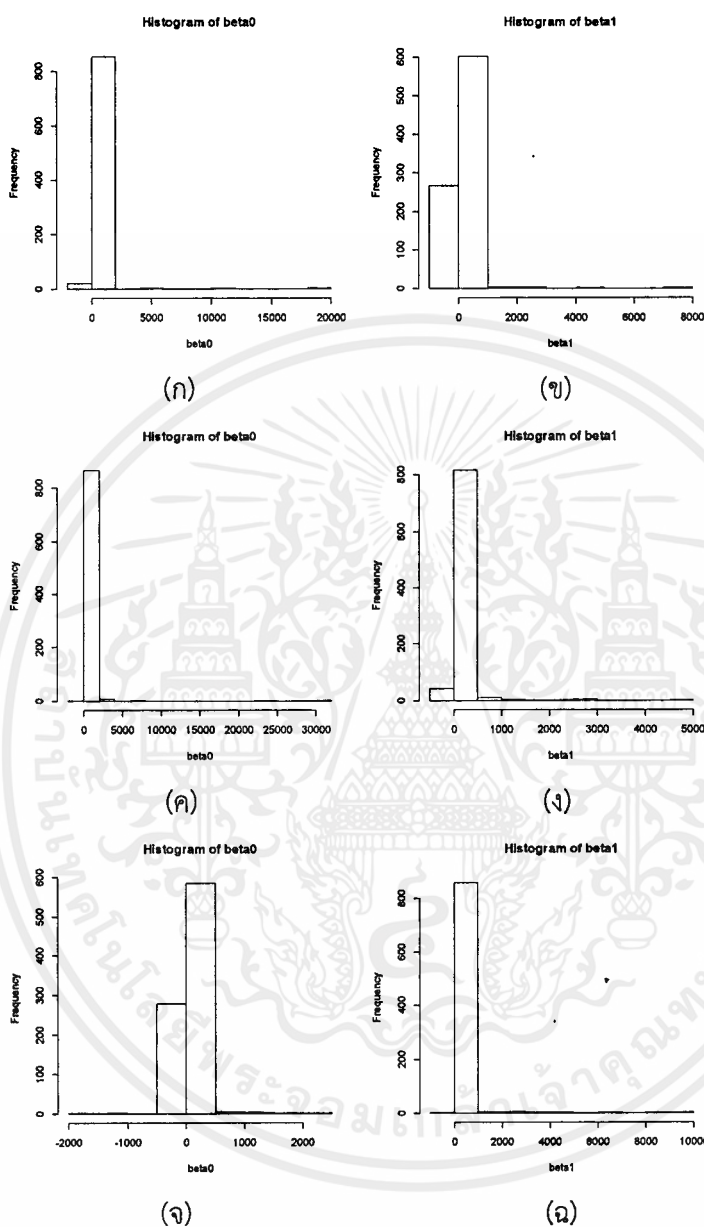 Histogram of beta0
Frequency
0 200 400 600 800
0 5000 10000 15000 20000
beta0
(ก)
Histogram of beta1
Frequency
0 100 200 300 400 500 600
0 2000 4000 6000 8000
beta1
(ข)
Histogram of beta0
Frequency
0 200 400 600 800
0 5000 10000 15000 20000 25000 30000
beta0
(ค)
Histogram of beta1
Frequency
0 200 400 600 800
0 1000 2000 3000 4000 5000
beta1
(ง)
Histogram of beta0
Frequency
0 100 200 300 400 500 600
-2000 -1000 0 1000 2000
beta0
(จ)
Histogram of beta1
Frequency
0 200 400 600 800
0 2000 4000 6000 8000 10000
beta1
(ฉ)